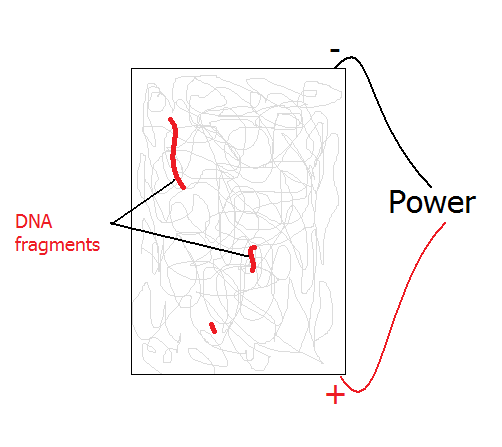 -
Power
DNA
fragments
+